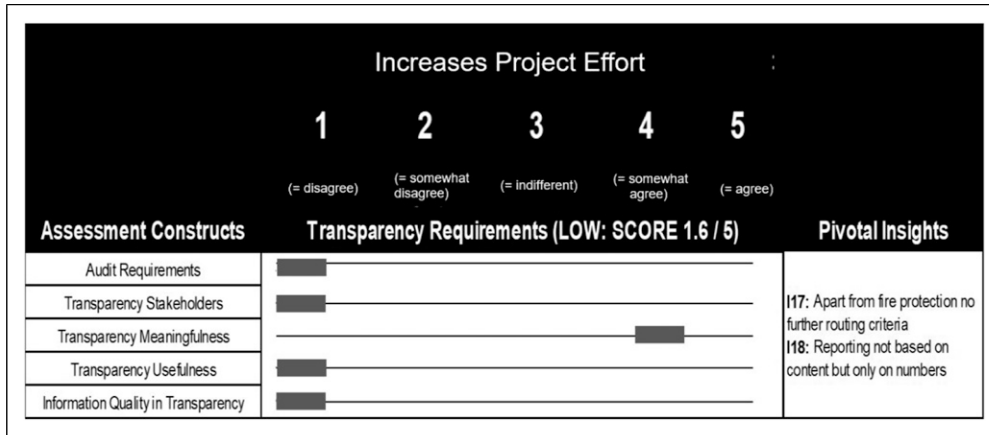 Increases Project Effort
1 2 3 4 5
(= disagree) (= somewhat disagree) (= indifferent) (= somewhat agree) (= agree)
Assessment Constructs Transparency Requirements (LOW: SCORE 1.6 / 5) Pivotal Insights
Audit Requirements
Transparency Stakeholders
Transparency Meaningfulness
Transparency Usefulness
Information Quality in Transparency
I17: Apart from fire protection no
further routing criteria
I18: Reporting not based on
content but only on numbers